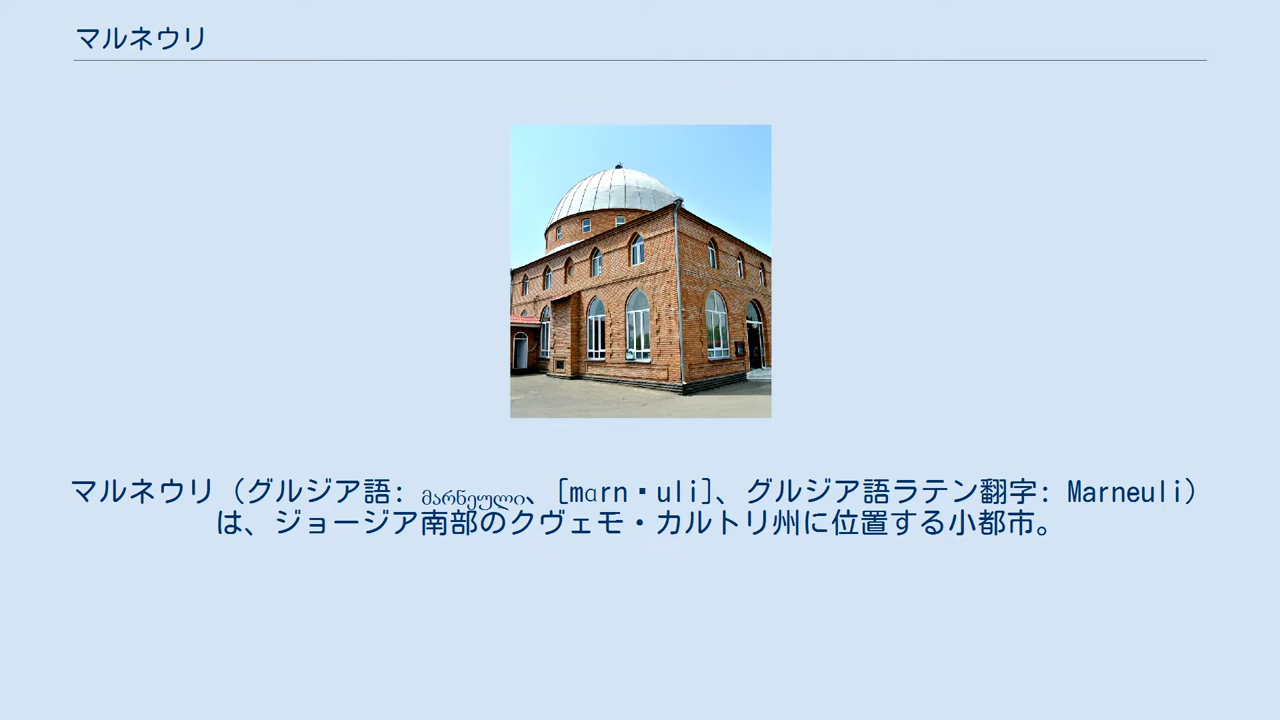 マルネウリ
マルネウリ（グルジア語: მარნეული、[mɑrn▪uli]、グルジア語ラテン翻字: Marneuli）
は、ジョージア南部のクヴェモ・カルトリ州に位置する小都市。